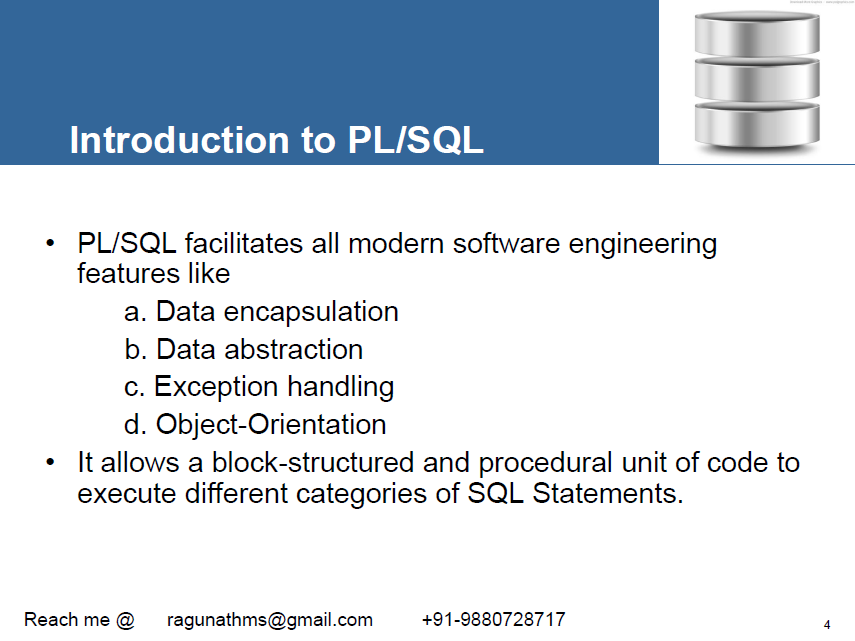 Introduction to PL/SQL
• PL/SQL facilitates all modern software engineering
features like
a. Data encapsulation
b. Data abstraction
c. Exception handling
d. Object-Orientation
• It allows a block-structured and procedural unit of code to
execute different categories of SQL Statements.
Reach me @ ragunathms@gmail.com +91-9880728717
4